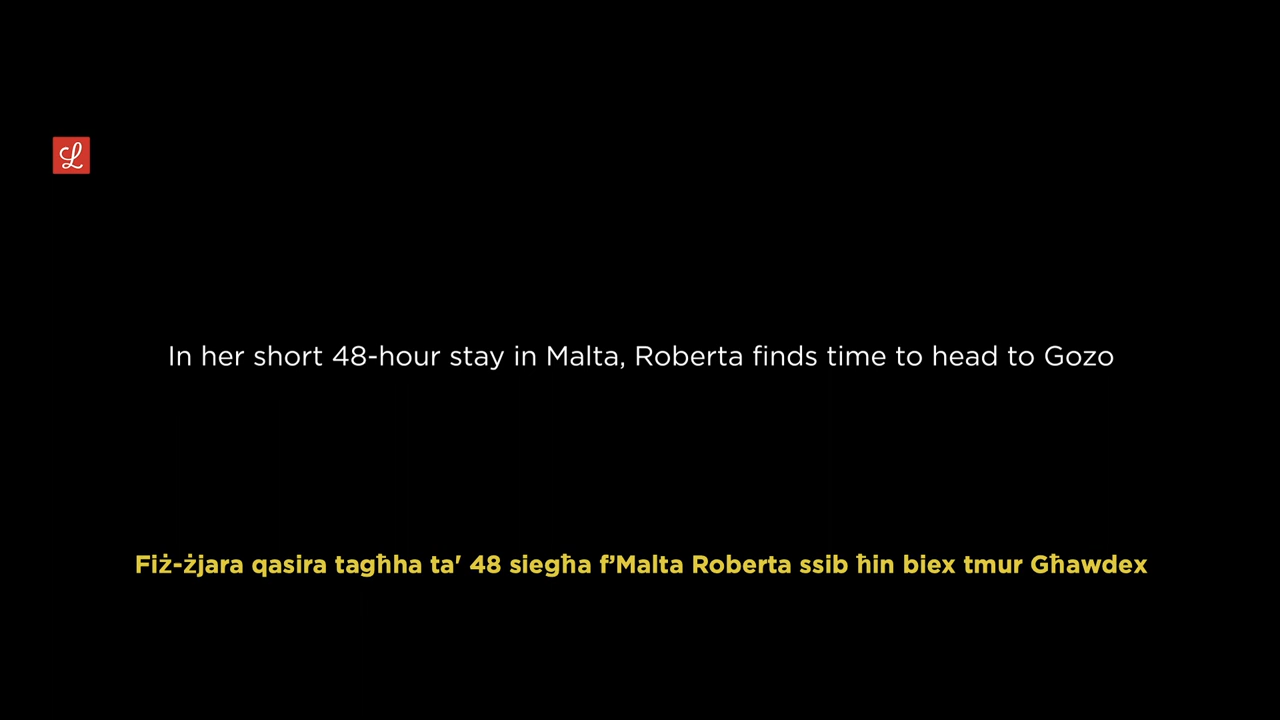 L
In her short 48-hour stay in Malta, Roberta finds time to head to Gozo
Fiż-żjara qasira tagħha ta' 48 siegħa f’Malta Roberta ssib ħin biex tmur Għawdex